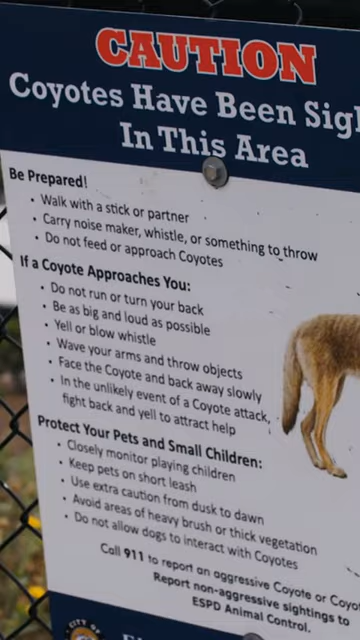 CAUTION
Coyotes Have Been Sig
In This Area
Be Prepared!
• Walk with a stick or partner
• Carry noise maker, whistle, or something to throw
• Do not feed or approach Coyotes
If a Coyote Approaches You:
• Do not run or turn your back
• Be as big and loud as possible
• Yell or blow whistle
• Wave your arms and throw objects
• Face the Coyote and back away slowly
• In the unlikely event of a Coyote attack,
fight back and yell to attract help
Protect Your Pets and Small Children:
• Closely monitor playing children
• Keep pets on short leash
• Use extra caution from dusk to dawn
• Avoid areas of heavy brush or thick vegetation
• Do not allow dogs to interact with Coyotes
Call 911 to report an aggressive Coyote or Coyo
Report non-aggressive sightings to
ESPD Animal Control,
CITY OF